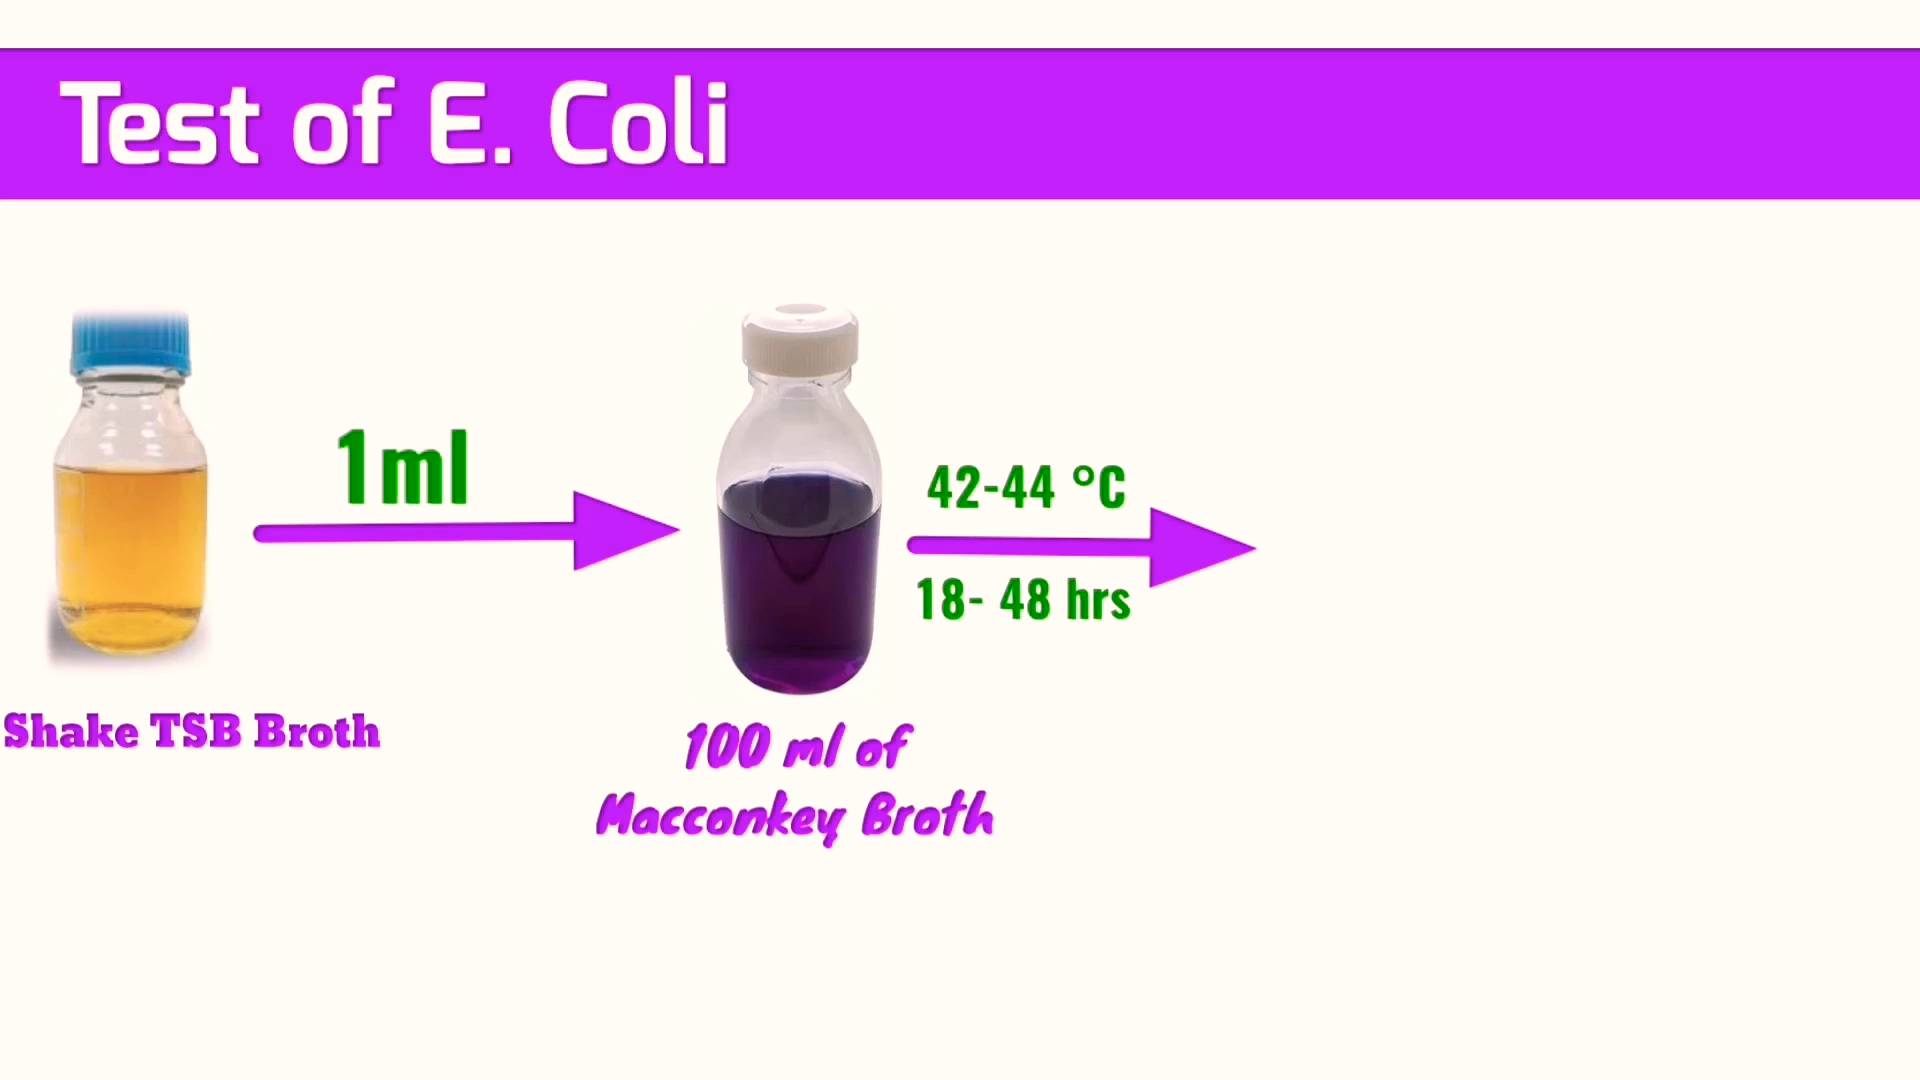 Test of E. Coli
1ml
42-44 °C
18- 48 hrs
Shake TSB Broth
100 ml of
Macconkey Broth